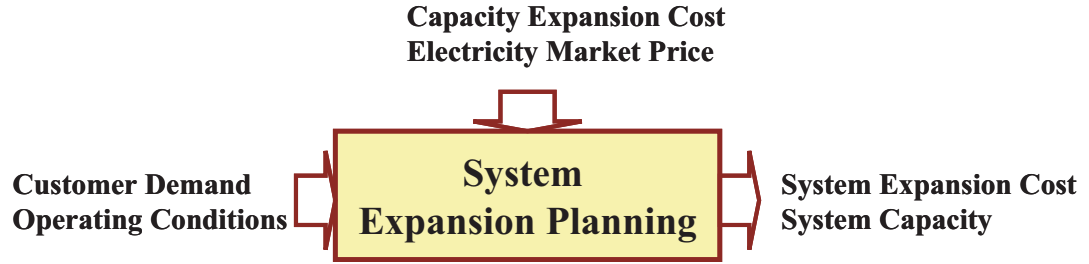 Capacity Expansion Cost
Electricity Market Price
Customer Demand
Operating Conditions
System
Expansion Planning
System Expansion Cost
System Capacity